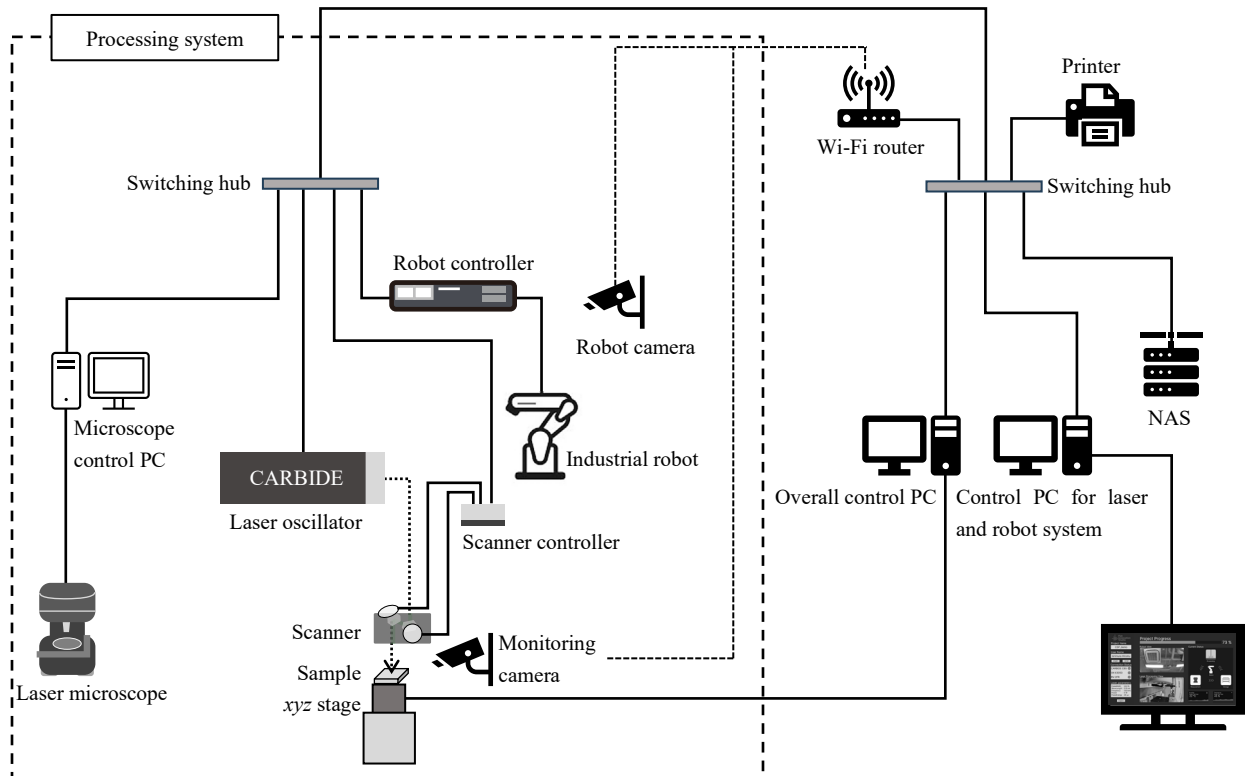 Processing system
Printer
Wi-Fi router
Switching hub
Switching hub
Robot controller
Robot camera
Microscope
control PC
Industrial robot
NAS
CARBIDE
Laser oscillator
Overall control PC
Control PC for laser
and robot system
Scanner controller
Scanner
Monitoring
camera
Sample
xyz stage
Laser microscope
Project Progress